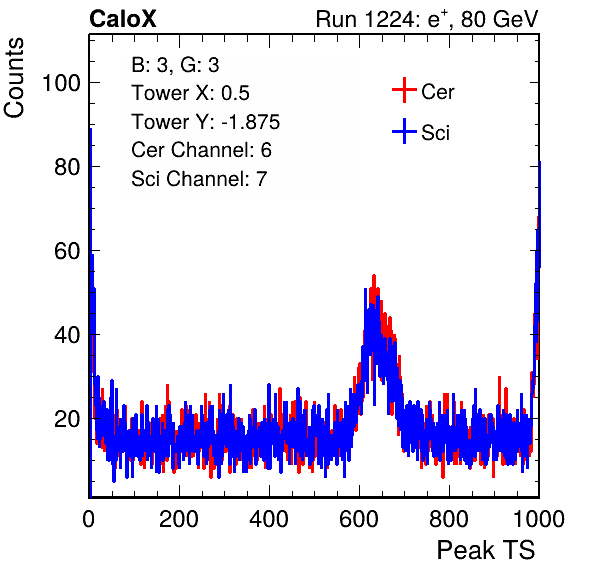 CaloX Run 1224: e⁺, 80 GeV
Counts
B: 3, G: 3
Tower X: 0.5
Tower Y: -1.875
Cer Channel: 6
Sci Channel: 7
Cer
Sci
100
80
60
40
20
0 200 400 600 800 1000
Peak TS